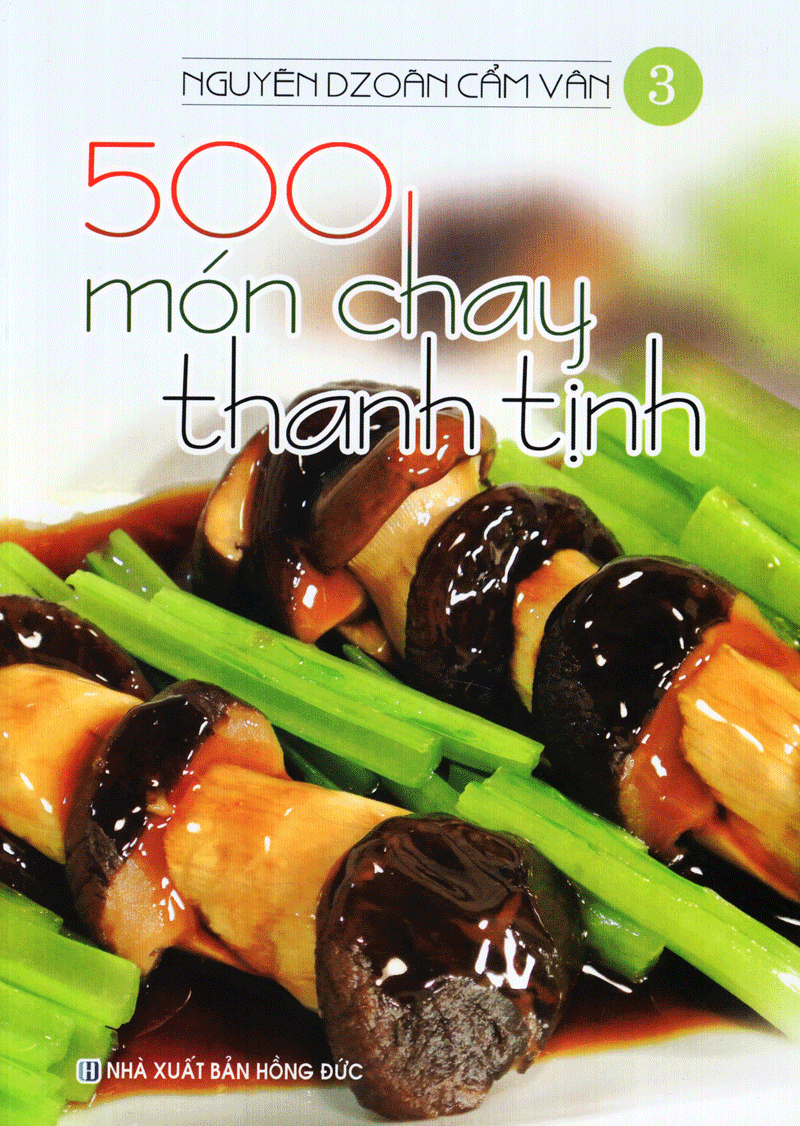 NGUYỄN DZOÃN CẨM VÂN 3
500
món chay
thanh tịnh
NHÀ XUẤT BẢN HỒNG ĐỨC